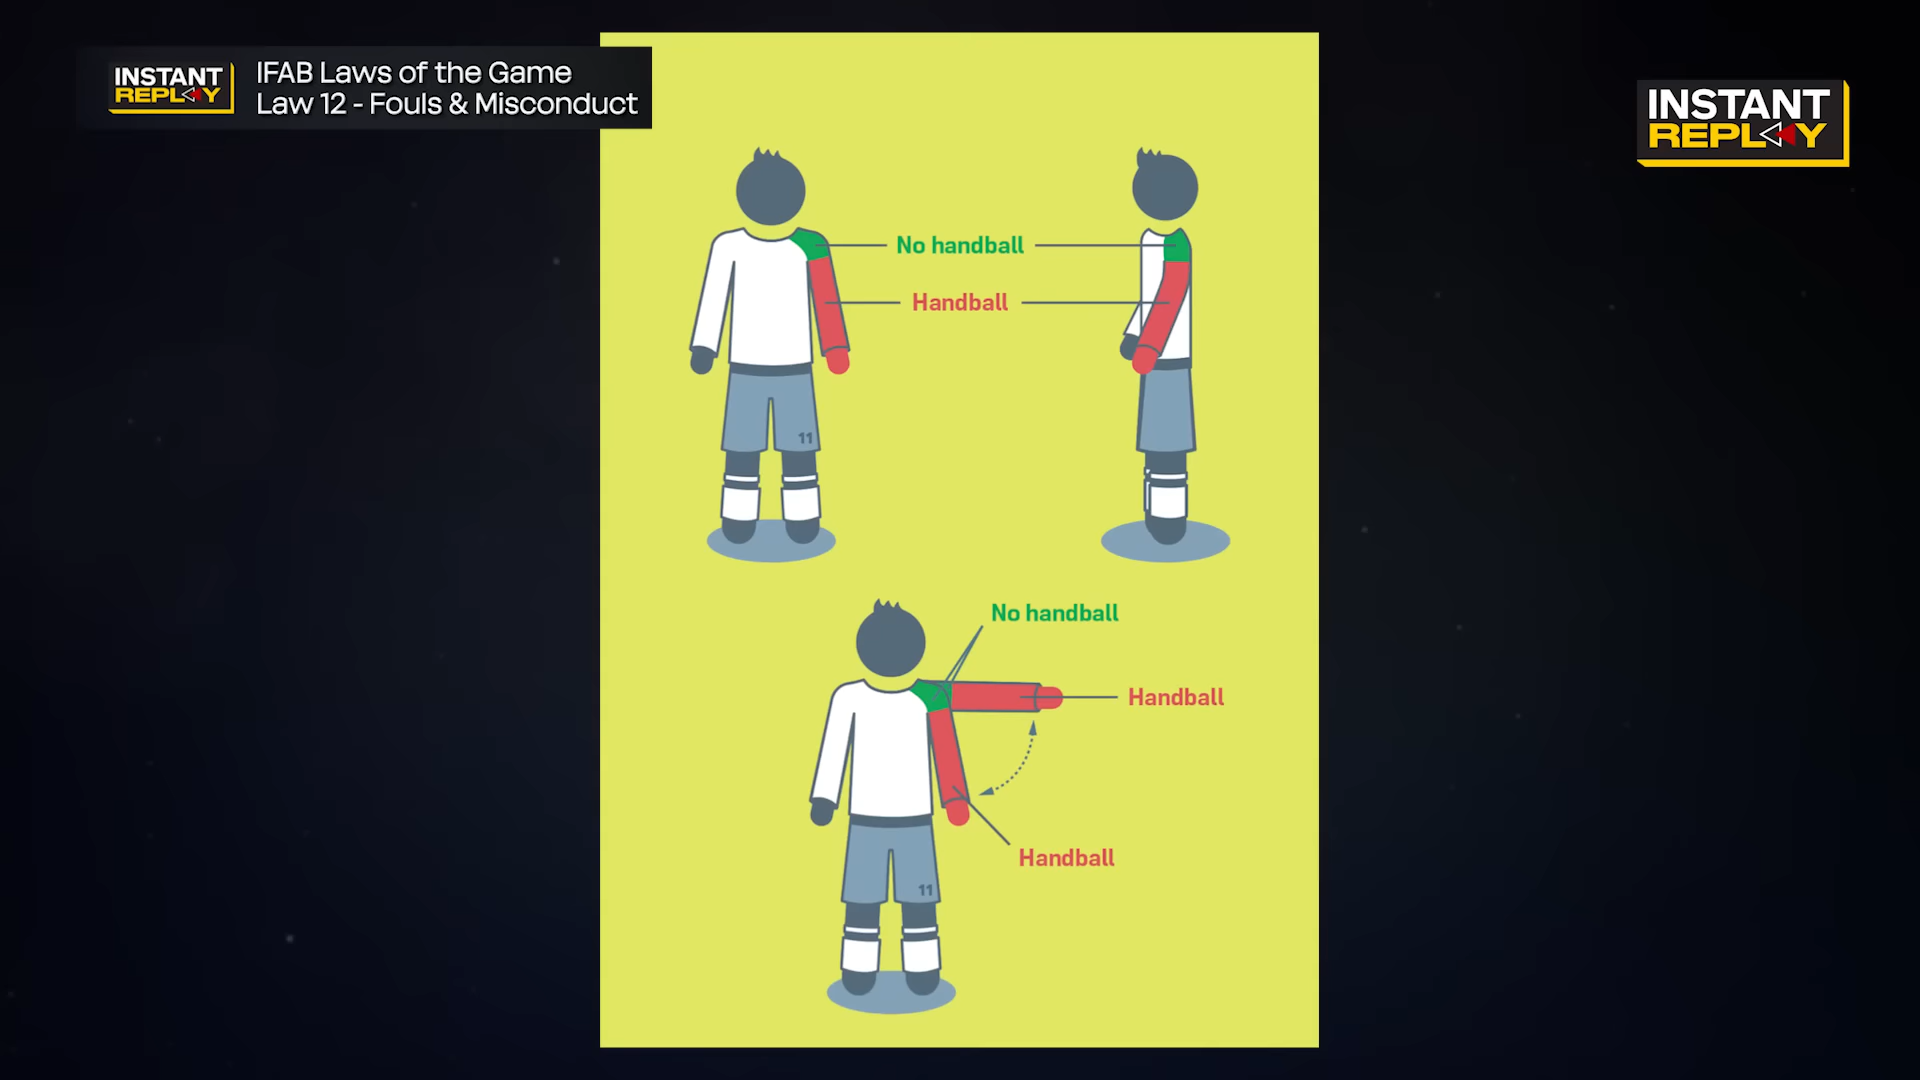 INSTANT
REPLAY
IFAB Laws of the Game
Law 12 - Fouls & Misconduct
INSTANT
REPLAY
No handball
Handball
11
No handball
Handball
Handball
11